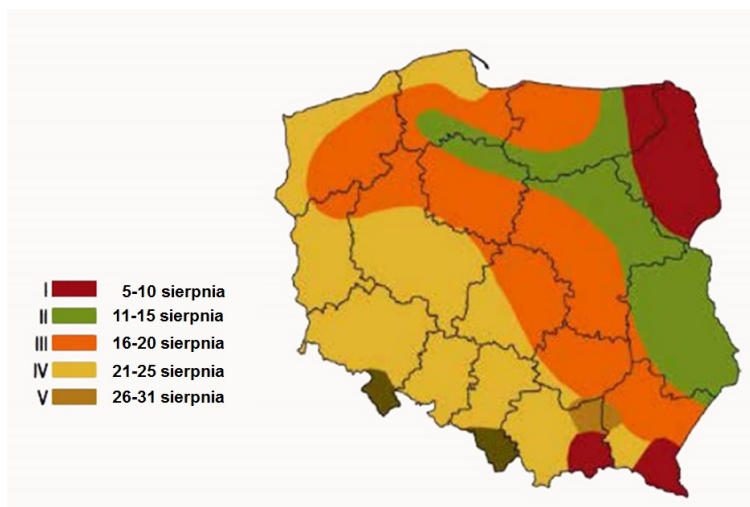 I 5-10 sierpnia
II 11-15 sierpnia
III 16-20 sierpnia
IV 21-25 sierpnia
V 26-31 sierpnia